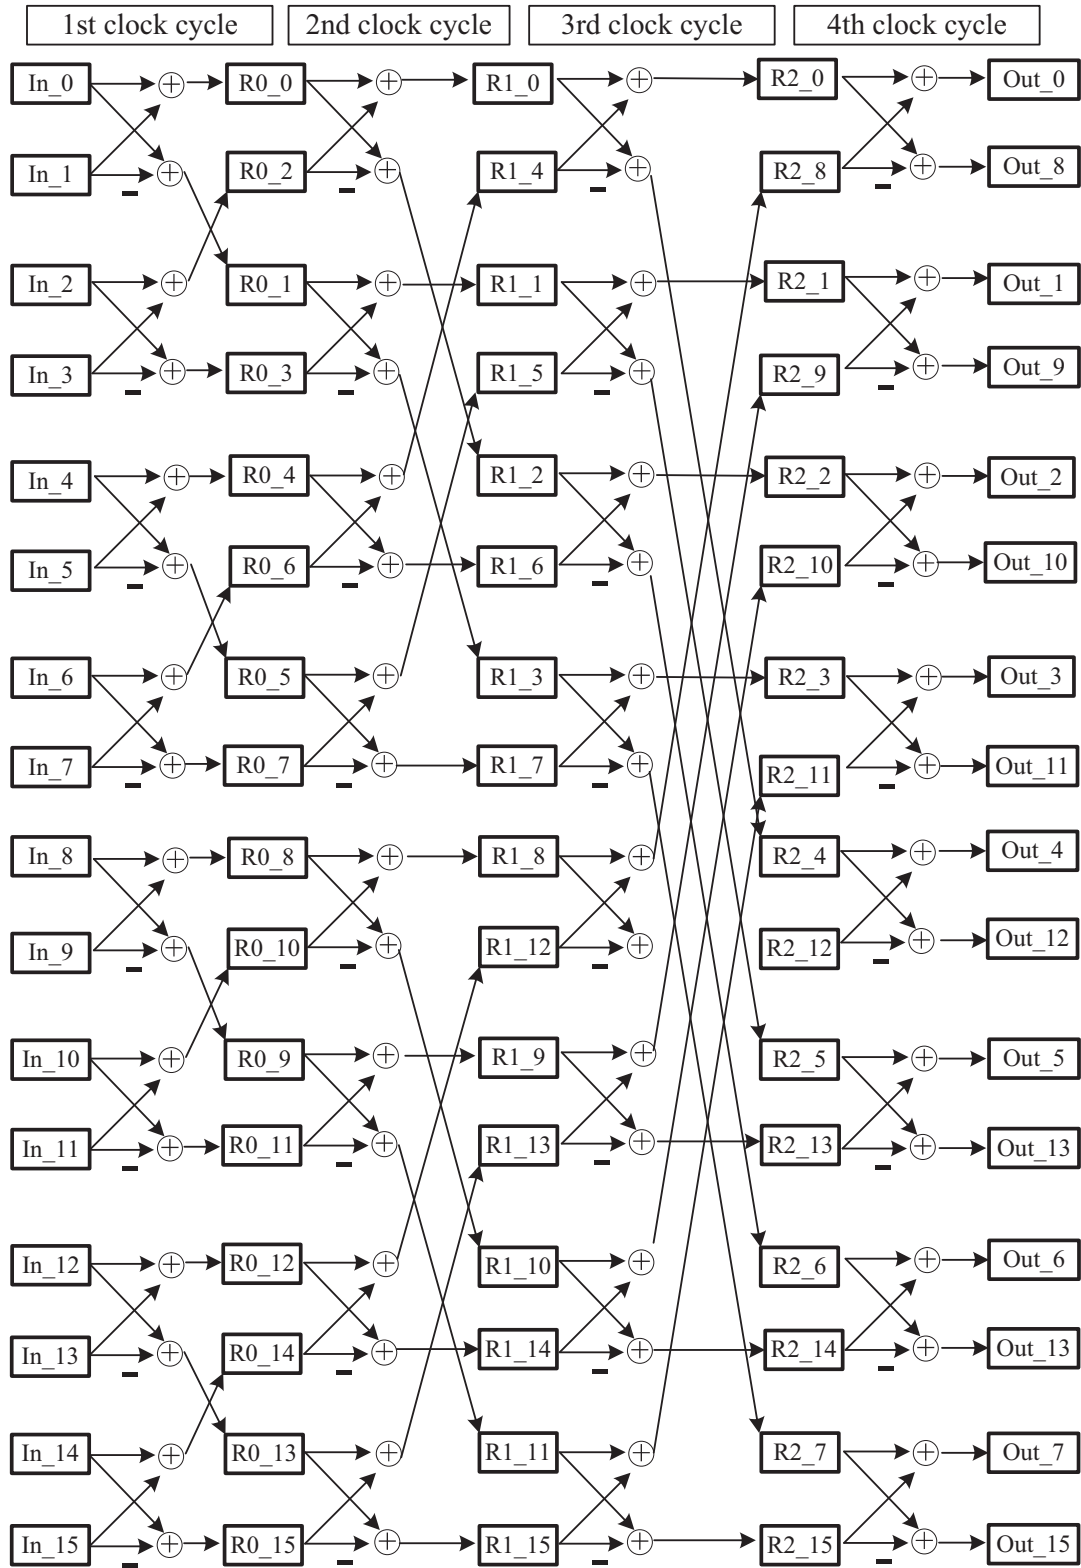 1st clock cycle 2nd clock cycle 3rd clock cycle 4th clock cycle
In_0 R0_0 R1_0 R2_0 Out_0
In_1 R0_2 R1_4 R2_8 Out_8
In_2 R0_1 R1_1 R2_1 Out_1
In_3 R0_3 R1_5 R2_9 Out_9
In_4 R0_4 R1_2 R2_2 Out_2
In_5 R0_6 R1_6 R2_10 Out_10
In_6 R0_5 R1_3 R2_3 Out_3
In_7 R0_7 R1_7 R2_11 Out_11
In_8 R0_8 R1_8 R2_4 Out_4
In_9 R0_10 R1_12 R2_12 Out_12
In_10 R0_9 R1_9 R2_5 Out_5
In_11 R0_11 R1_13 R2_13 Out_13
In_12 R0_12 R1_10 R2_6 Out_6
In_13 R0_14 R1_14 R2_14 Out_13
In_14 R0_13 R1_11 R2_7 Out_7
In_15 R0_15 R1_15 R2_15 Out_15